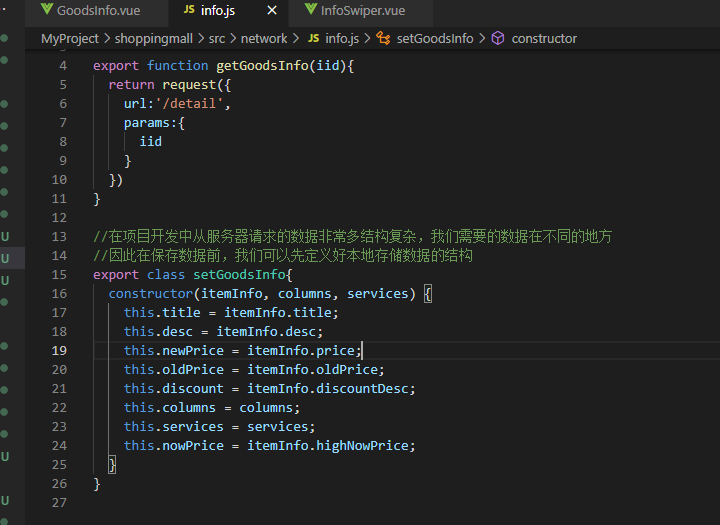 GoodsInfo.vue JS info.js InfoSwiper.vue
MyProject > shoppingmall > src > network > JS info.js > setGoodsInfo > constructor
4 export function getGoodsInfo(iid){
5 return request({
6 url:'/detail',
7 params:{
8 iid
9 }
10 })
11 }
12
13 //在项目开发中从服务器请求的数据非常多结构复杂，我们需要的数据在不同的地方
U 14 //因此在保存数据前，我们可以先定义好本地存储数据的结构
U 15 export class setGoodsInfo{
U 16 constructor(itemInfo, columns, services) {
17 this.title = itemInfo.title;
18 this.desc = itemInfo.desc;
19 this.newPrice = itemInfo.price;
20 this.oldPrice = itemInfo.oldPrice;
21 this.discount = itemInfo.discountDesc;
22 this.columns = columns;
23 this.services = services;
24 this.nowPrice = itemInfo.highNowPrice;
U 25 }
26 }
U 27